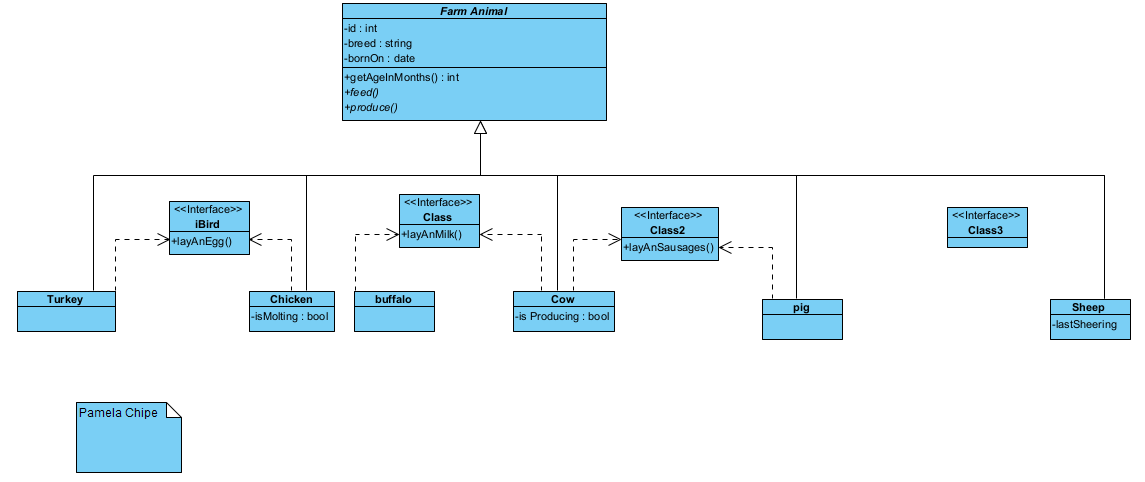 Farm Animal
-id : int
-breed : string
-bornOn : date
+getAgeInMonths() : int
+feed()
+produce()
<<Interface>>
iBird
+layAnEgg()
<<Interface>>
Class
+layAnMilk()
<<Interface>>
Class2
+layAnSausages()
<<Interface>>
Class3
Turkey
Chicken
-isMolting : bool
buffalo
Cow
-is Producing : bool
pig
Sheep
-lastSheering
Pamela Chipe